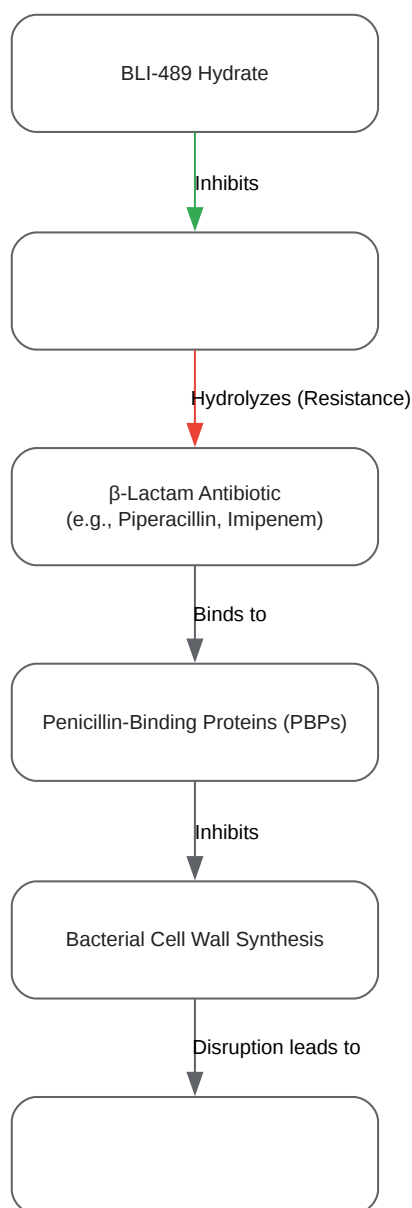 BLI-489 Hydrate
Inhibits
Hydrolyzes (Resistance)
β-Lactam Antibiotic
(e.g., Piperacillin, Imipenem)
Binds to
Penicillin-Binding Proteins (PBPs)
Inhibits
Bacterial Cell Wall Synthesis
Disruption leads to